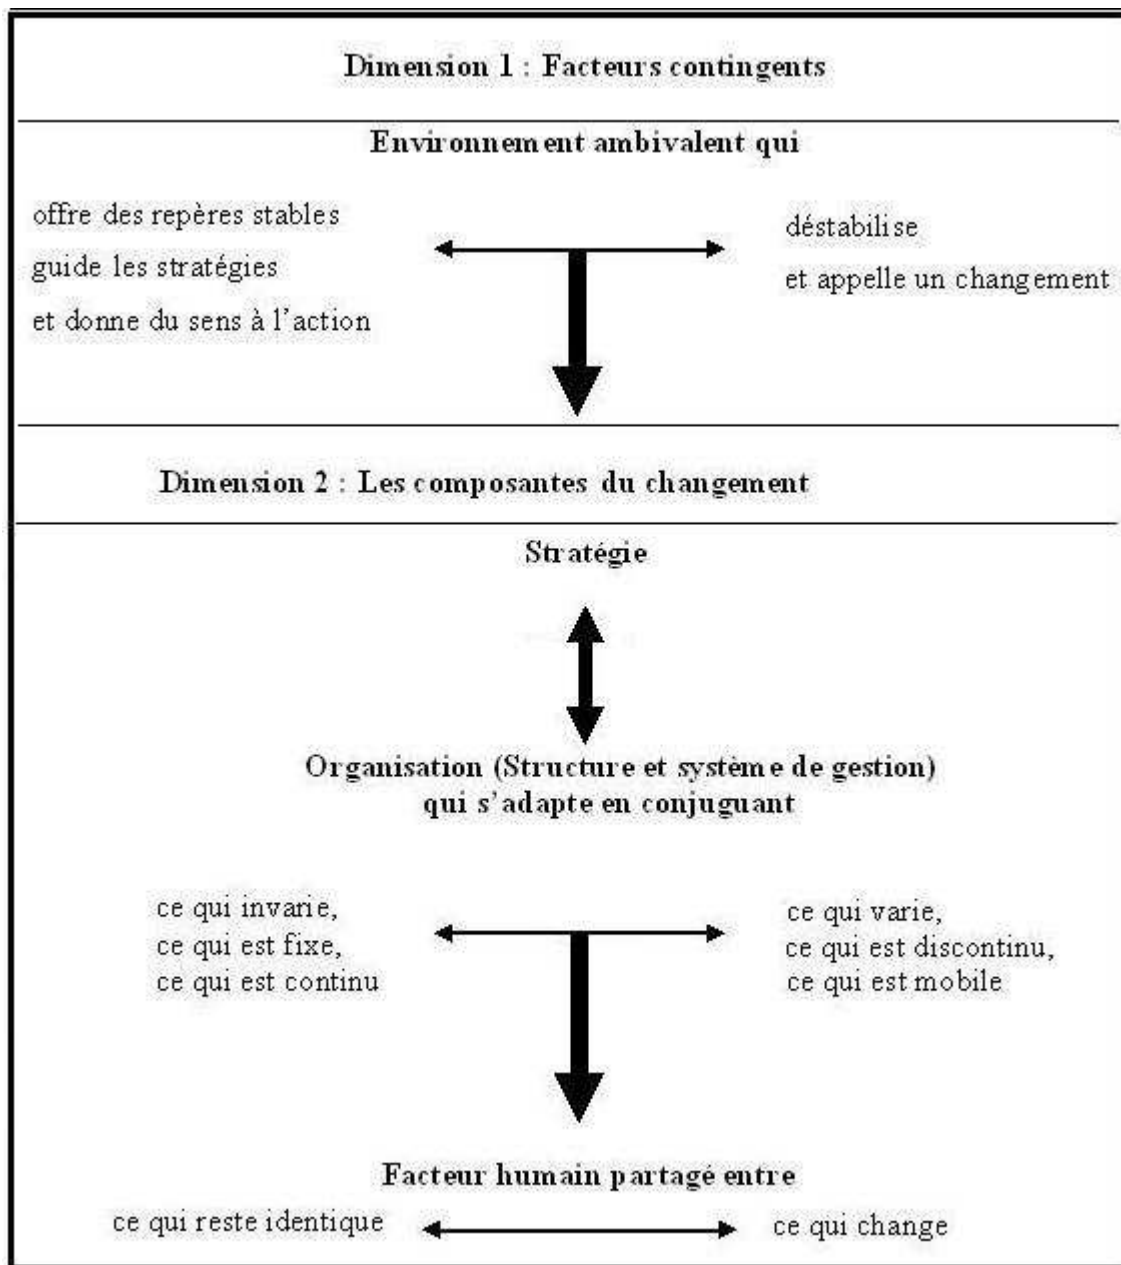 Dimension 1 : Facteurs contingents
Environnement ambivalent qui
offre des repères stables
guide les stratégies
et donne du sens à l'action
déstabilise
et appelle un changement
Dimension 2 : Les composantes du changement
Stratégie
Organisation (Structure et système de gestion)
qui s'adapte en conjuguant
ce qui invarie,
ce qui est fixe,
ce qui est continu
ce qui varie,
ce qui est discontinu,
ce qui est mobile
Facteur humain partagé entre
ce qui reste identique
ce qui change